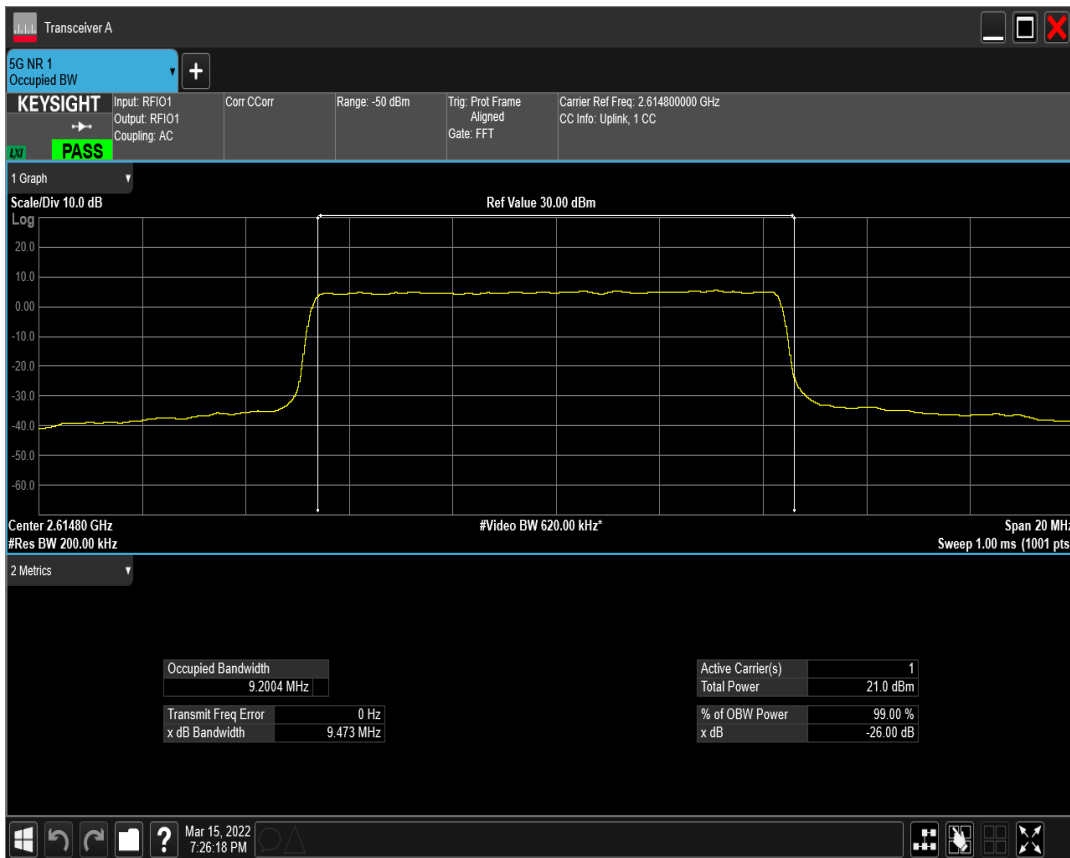 Transceiver A
5G NR 1
Occupied BW
KEYSIGHT
LXI
PASS
Input: RFIO1
Output: RFIO1
Coupling: AC
Corr CCorr
Range: -50 dBm
Trig: Prot Frame
Aligned
Gate: FFT
Carrier Ref Freq: 2.614800000 GHz
CC Info: Uplink, 1 CC
1 Graph
Scale/Div 10.0 dB
Ref Value 30.00 dBm
Log
20.0
10.0
0.00
-10.0
-20.0
-30.0
-40.0
-50.0
-60.0
Center 2.61480 GHz
#Video BW 620.00 kHz*
Span 20 MHz
#Res BW 200.00 kHz
Sweep 1.00 ms (1001 pts
2 Metrics
Occupied Bandwidth
9.2004 MHz
Transmit Freq Error 0 Hz
x dB Bandwidth 9.473 MHz
Active Carrier(s) 1
Total Power 21.0 dBm
% of OBW Power 99.00 %
x dB -26.00 dB
?
Mar 15, 2022
7:26:18 PM